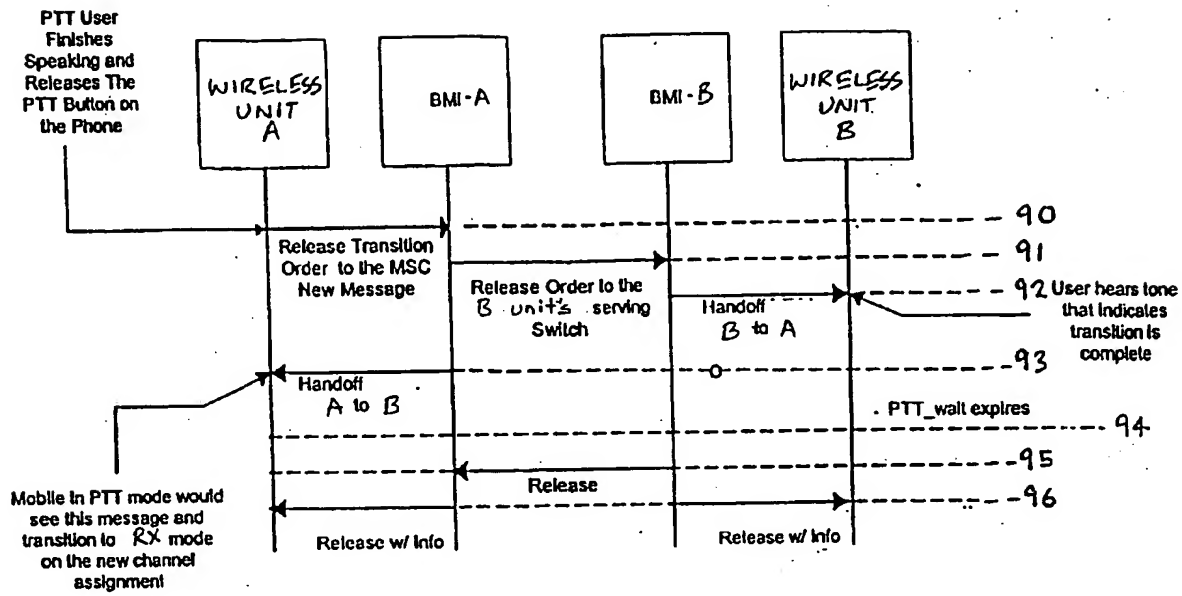 PTT User
Finishes
Speaking and
Releases The
PTT Button on
the Phone
WIRELESS
UNIT
A
BMI-A
BMI-B
WIRELESS
UNIT.
B
90
Release Transition
Order to the MSC
New Message
91
Release Order to the
B unit's serving
Switch
92
Handoff
B to A
User hears tone
that indicates
transition is
complete
93
Handoff
A to B
PTT_wait expires
94
95
Release
96
Mobile in PTT mode would
see this message and
transition to RX mode
on the new channel
assignment
Release w/ Info
Release w/ Info